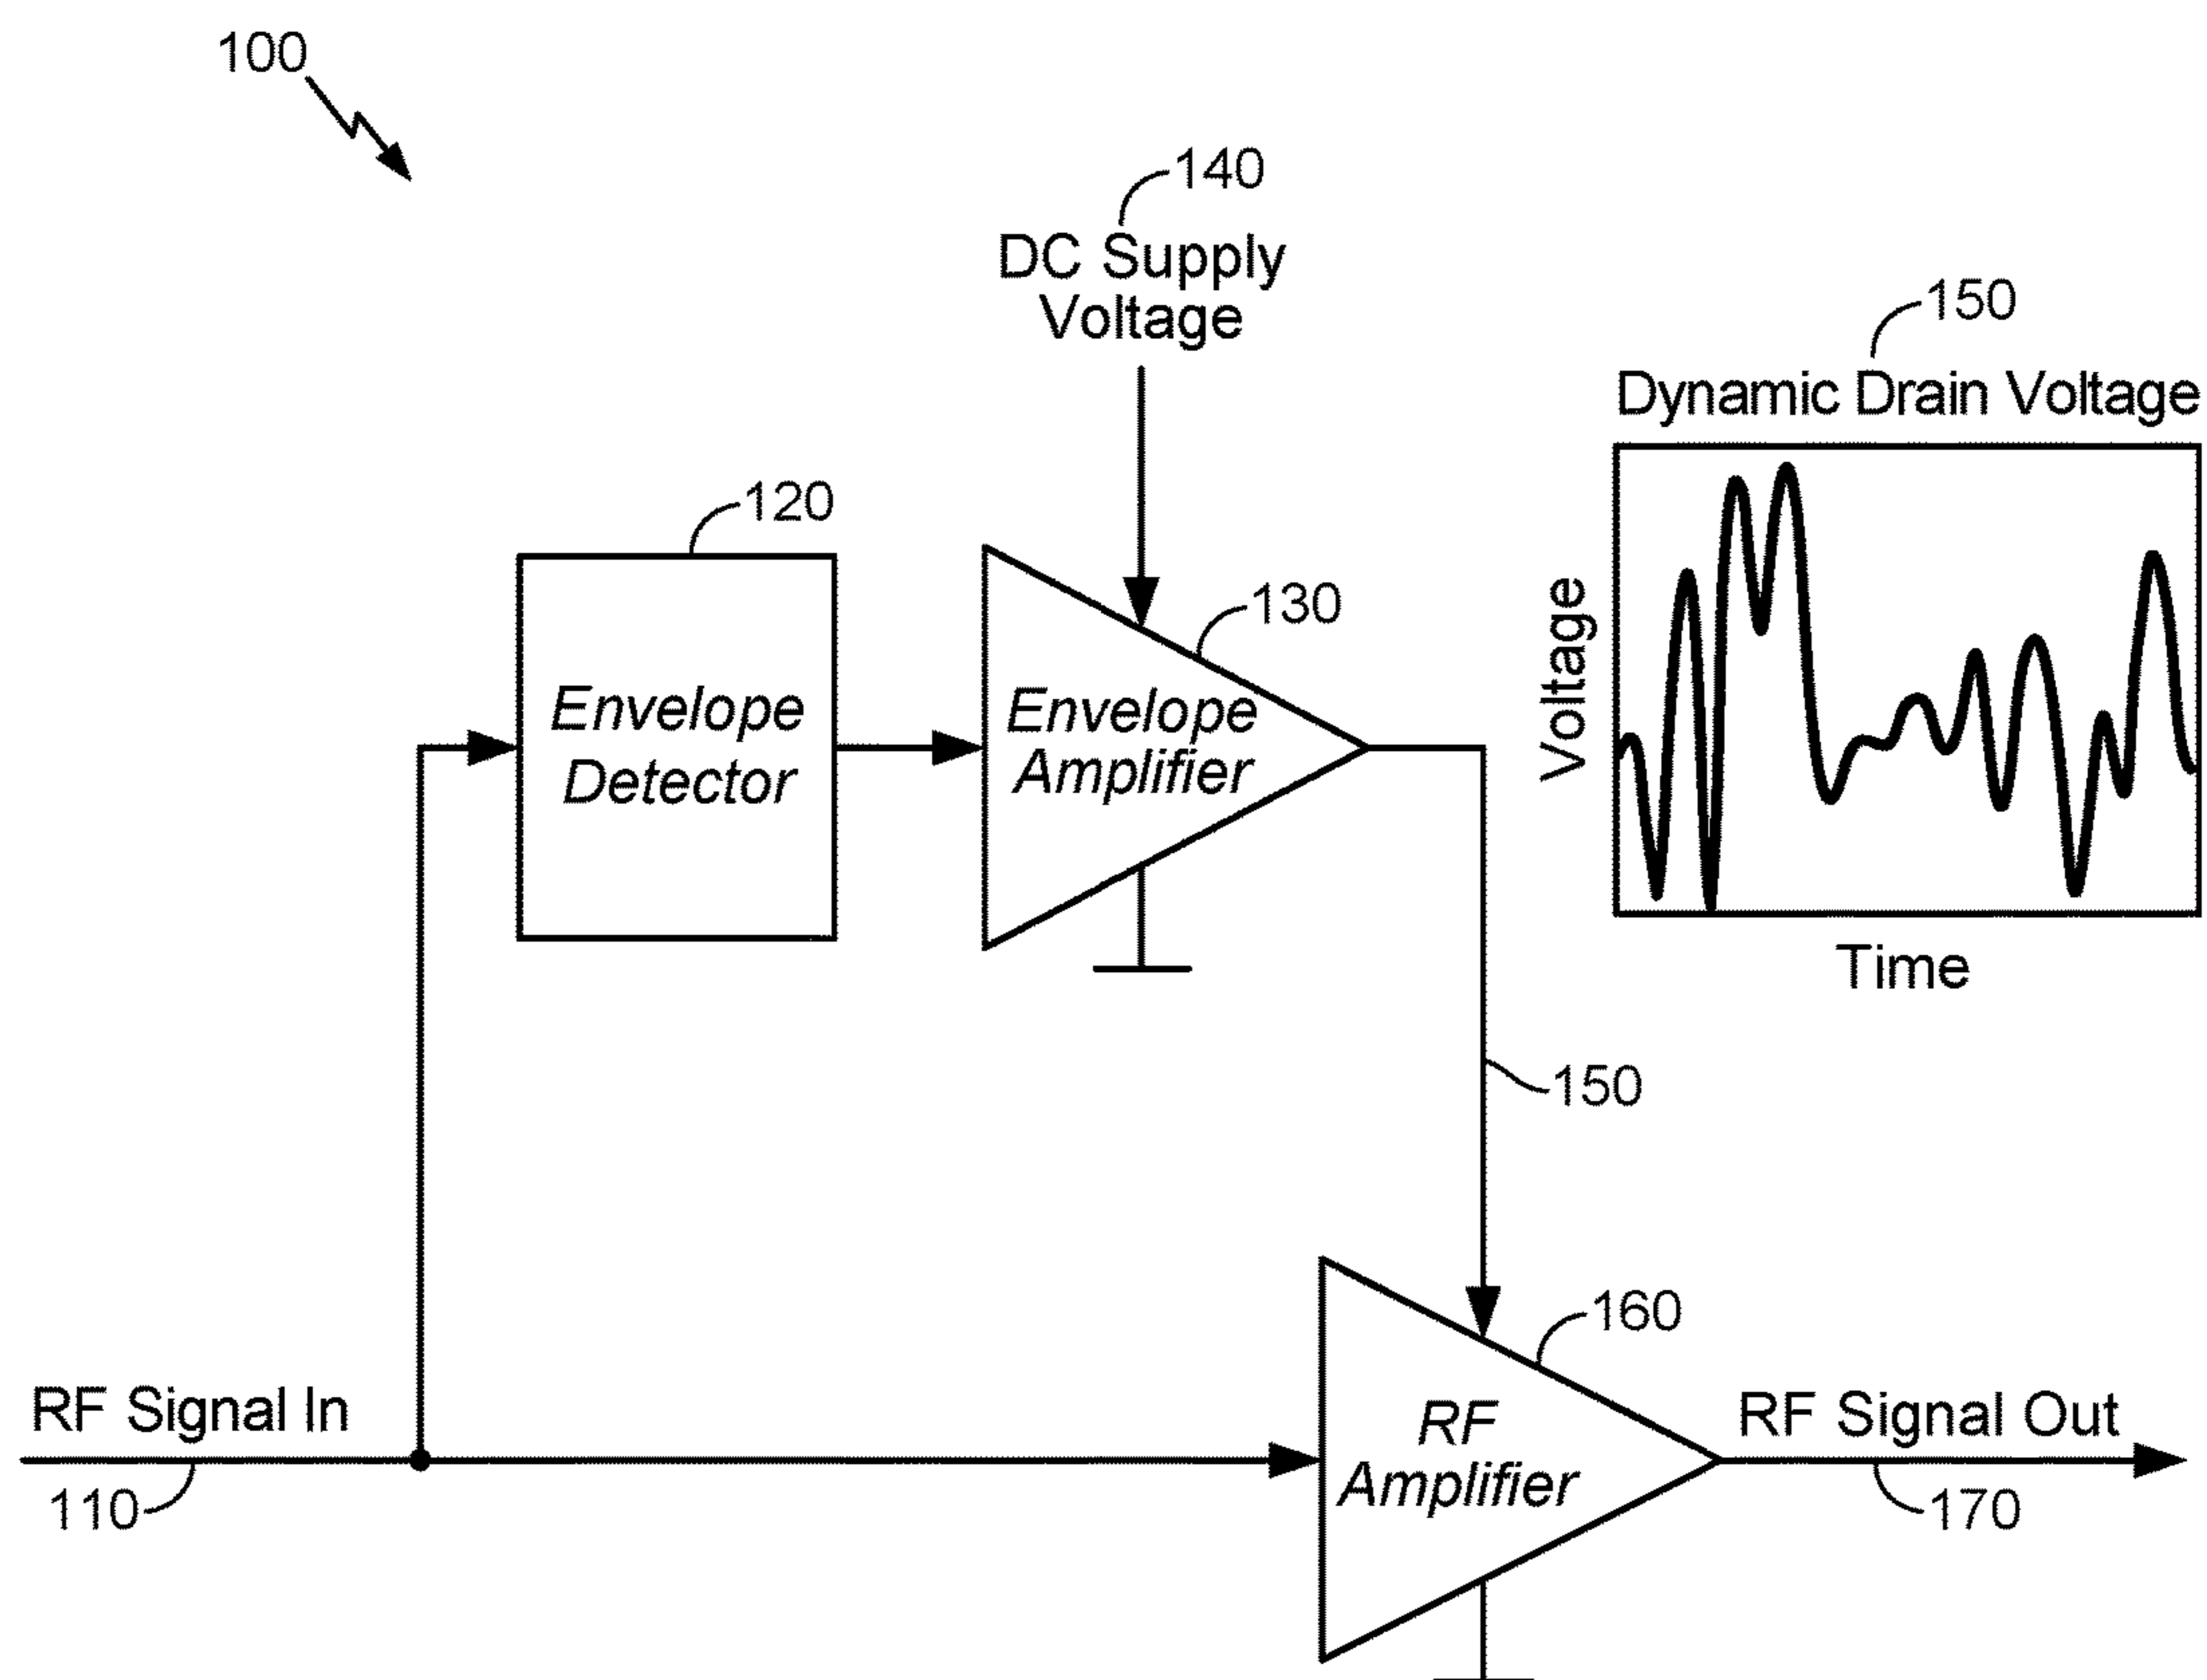 100
140
DC Supply
Voltage
150
Dynamic Drain Voltage
Voltage
Time
120
Envelope
Detector
130
Envelope
Amplifier
150
160
RF
Amplifier
RF Signal In
110
RF Signal Out
170